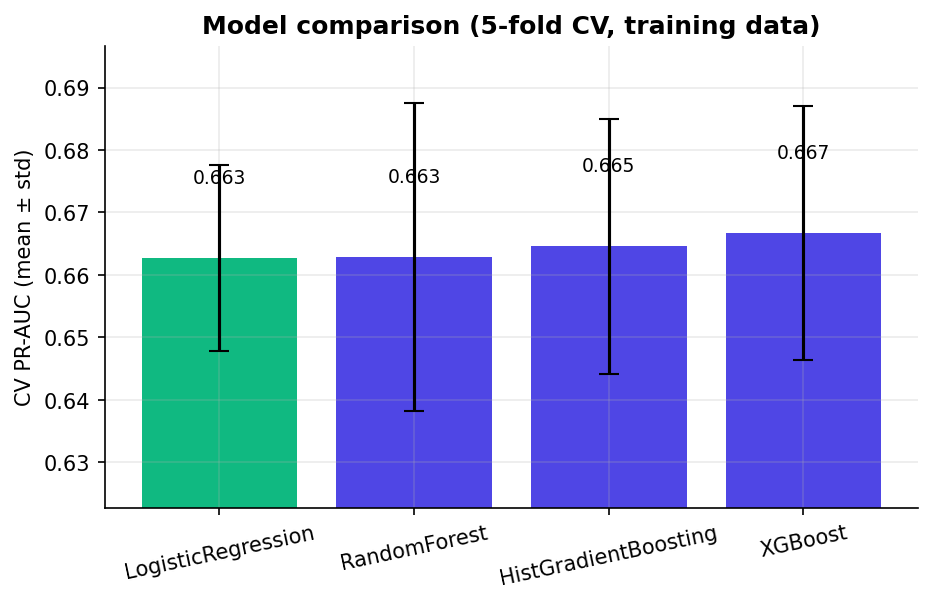 Model comparison (5-fold CV, training data)
CV PR-AUC (mean ± std)
0.69
0.68
0.67
0.66
0.65
0.64
0.63
0.663
0.663
0.665
0.667
LogisticRegression
RandomForest
HistGradientBoosting
XGBoost